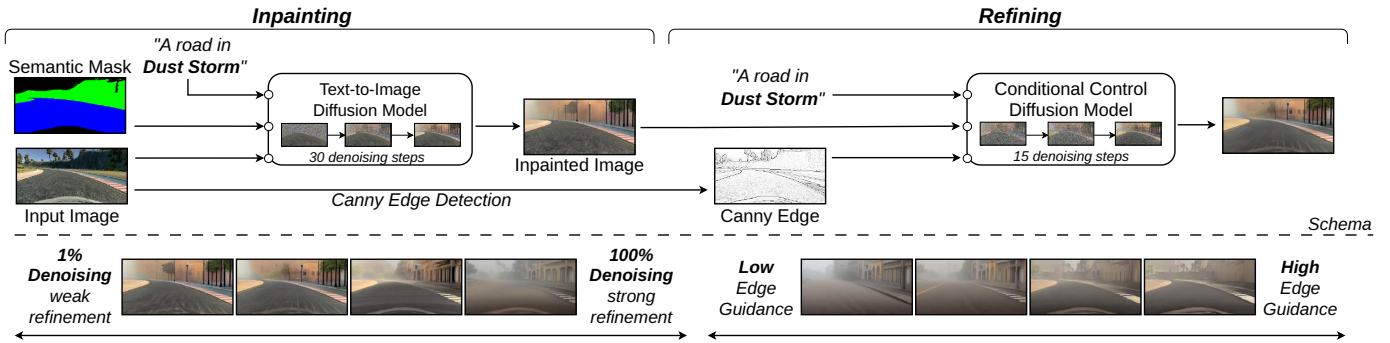 Inpainting
Refining
Semantic Mask
"A road in
Dust Storm"
Text-to-Image
Diffusion Model
30 denoising steps
Inpainted Image
Input Image
Canny Edge Detection
"A road in
Dust Storm"
Canny Edge
Conditional Control
Diffusion Model
15 denoising steps
Schema
1%
Denoising
weak
refinement
100%
Denoising
strong
refinement
Low
Edge
Guidance
High
Edge
Guidance